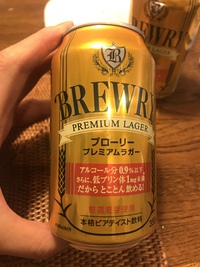 B
BREWRY
PREMIUM LAGER
ブローリー
プレミアムラガー
アルコール分0.9%以下
さらに、低プリン体1mg未満
だからとことん飲める!
本格ビアテイスト飲料